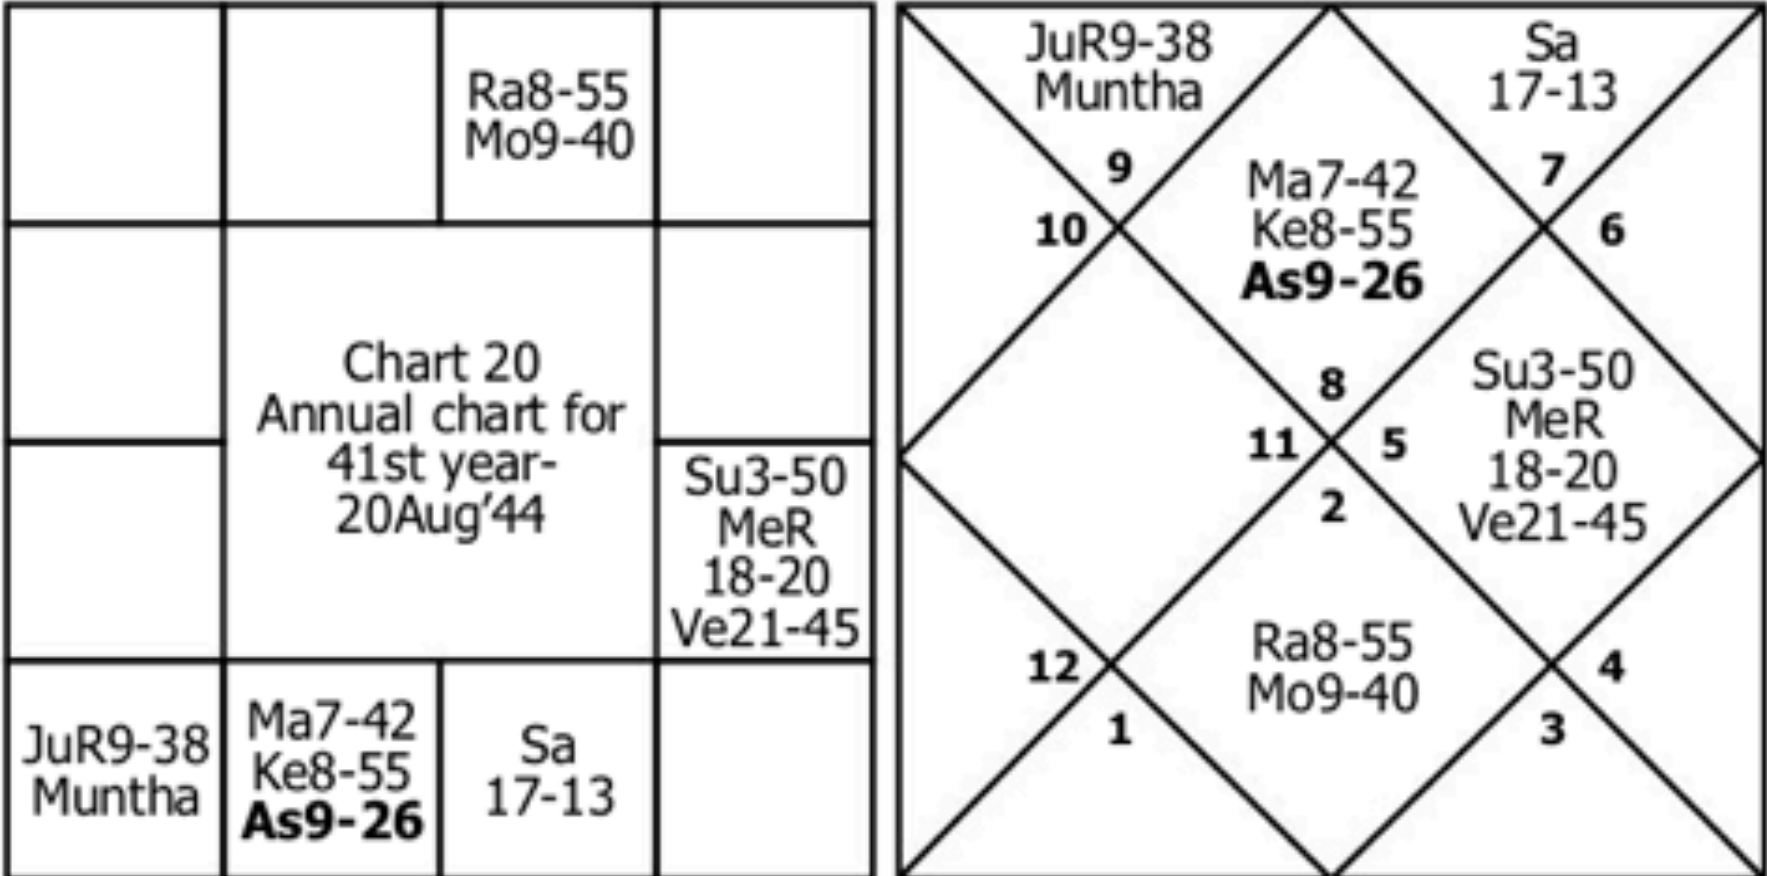 Ra8-55
Mo9-40
Chart 20
Annual chart for
41st year-
20Aug'44
Su3-50
MeR
18-20
Ve21-45
JuR9-38
Muntha
Ma7-42
Ke8-55
As9-26
Sa
17-13
JuR9-38
Muntha
9
Sa
17-13
7
10
Ma7-42
Ke8-55
As9-26
8
6
11
5
Su3-50
MeR
18-20
Ve21-45
2
12
Ra8-55
Mo9-40
4
1
3